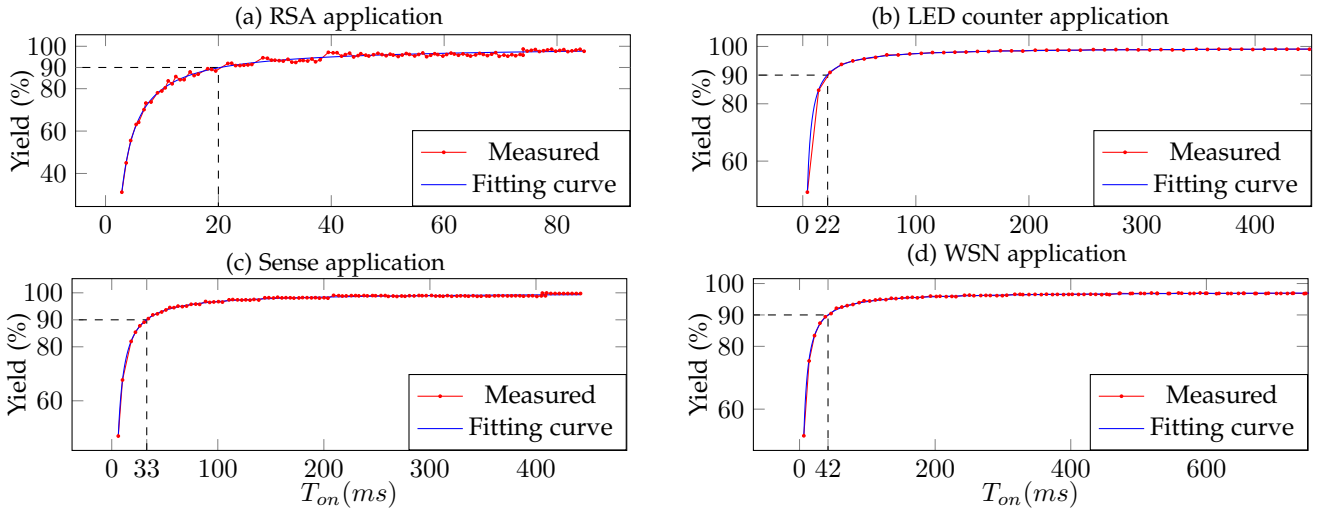 (a) RSA application
Yield (%)
100
90
80
60
40
0
20
40
60
80
Measured
Fitting curve
(b) LED counter application
Yield (%)
100
90
80
60
0
22
100
200
300
400
Measured
Fitting curve
(c) Sense application
Yield (%)
100
90
80
60
0
33
100
200
300
400
T_on(ms)
Measured
Fitting curve
(d) WSN application
Yield (%)
100
90
80
60
0
42
200
400
600
T_on(ms)
Measured
Fitting curve